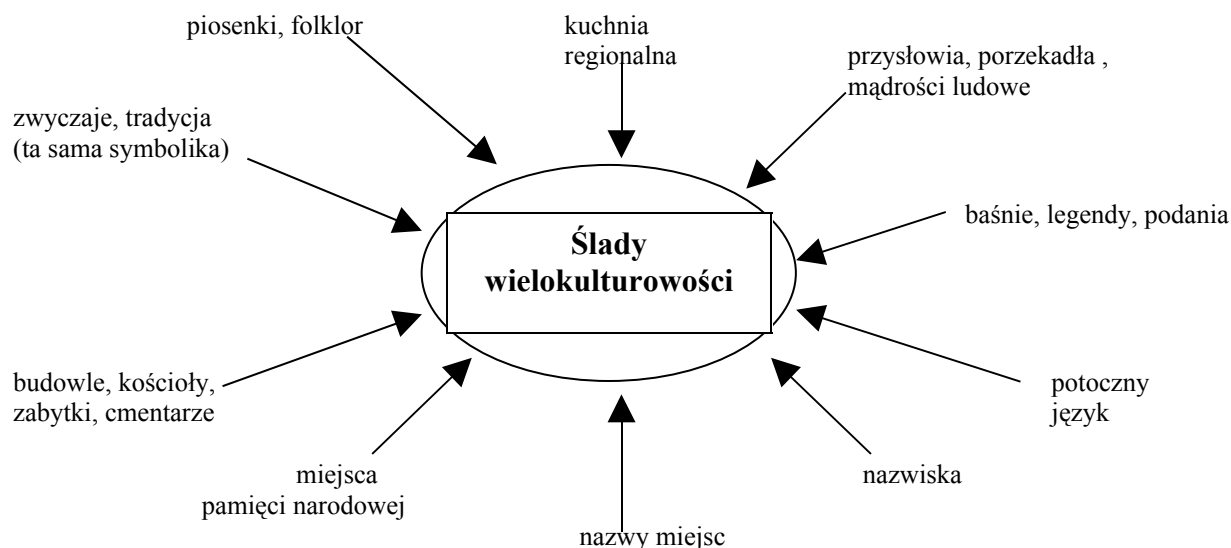 piosenki, folklor
kuchnia
regionalna
przysłowia, porzekadła ,
mądrości ludowe
zwyczaje, tradycja
(ta sama symbolika)
baśnie, legendy, podania
Ślady
wielokulturowości
budowle, kościoły,
zabytki, cmentarze
potoczny
język
miejsca
pamięci narodowej
nazwiska
nazwy miejsc